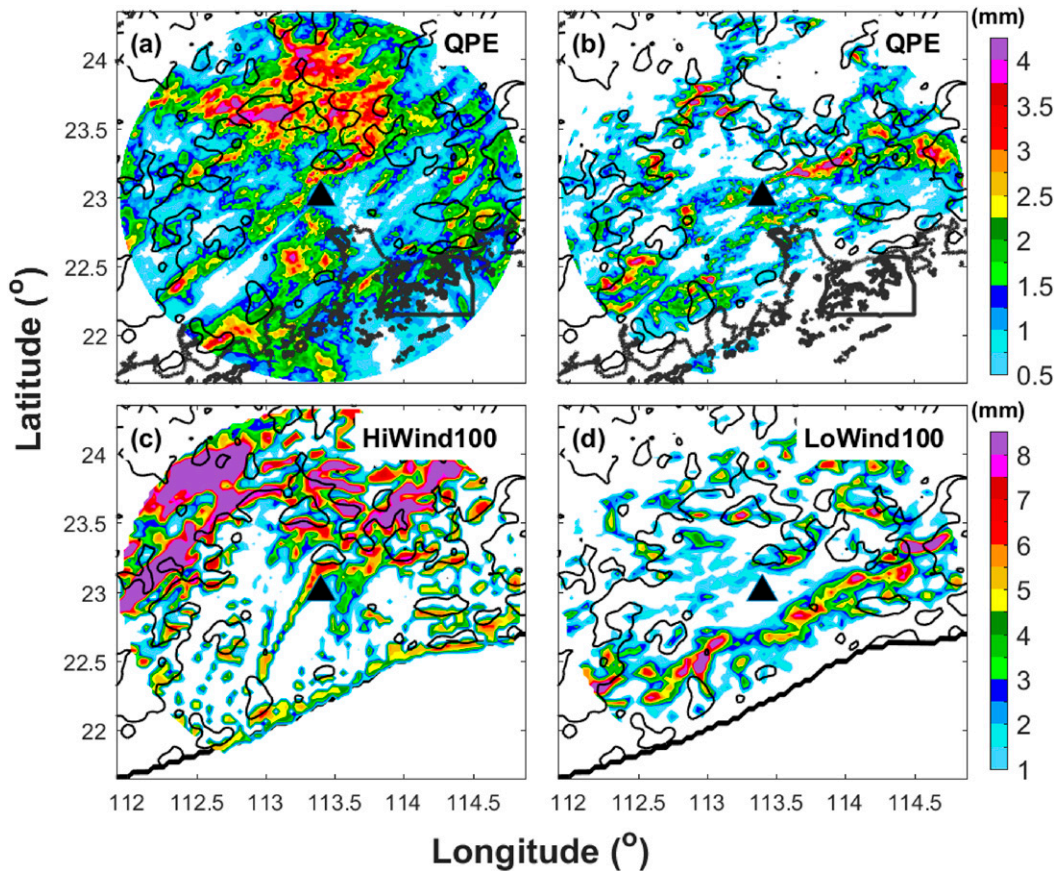 (a) QPE
(b) QPE
(mm)
24
23.5
23
22.5
22
4
3.5
3
2.5
2
1.5
1
0.5
(c) HiWind100
(d) LoWind100
(mm)
24
23.5
23
22.5
22
8
7
6
5
4
3
2
1
112 112.5 113 113.5 114 114.5
112 112.5 113 113.5 114 114.5
Latitude (o)
Longitude (o)